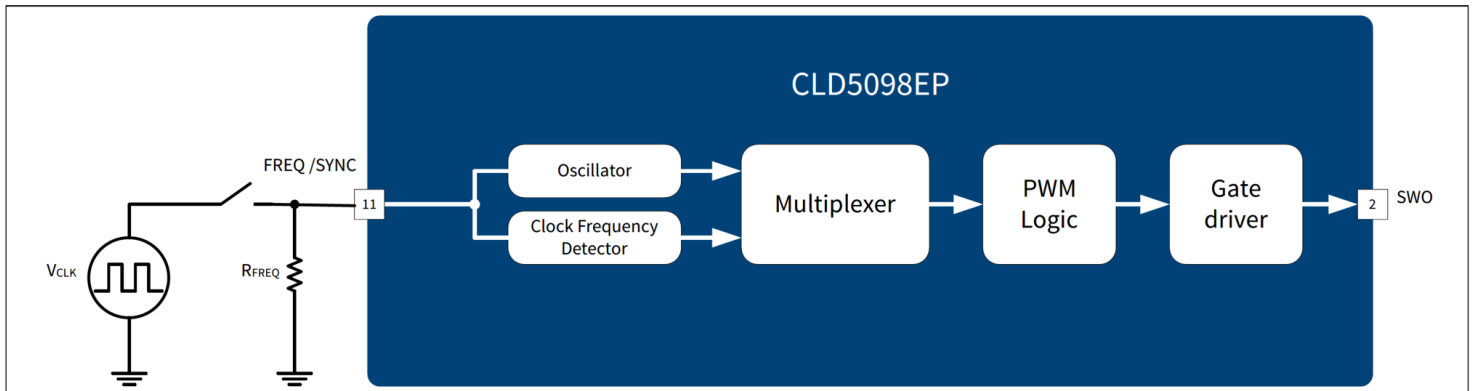 CLD5098EP
FREQ /SYNC
11
VCLK
RFREQ
Oscillator
Clock Frequency
Detector
Multiplexer
PWM
Logic
Gate
driver
2
SWO